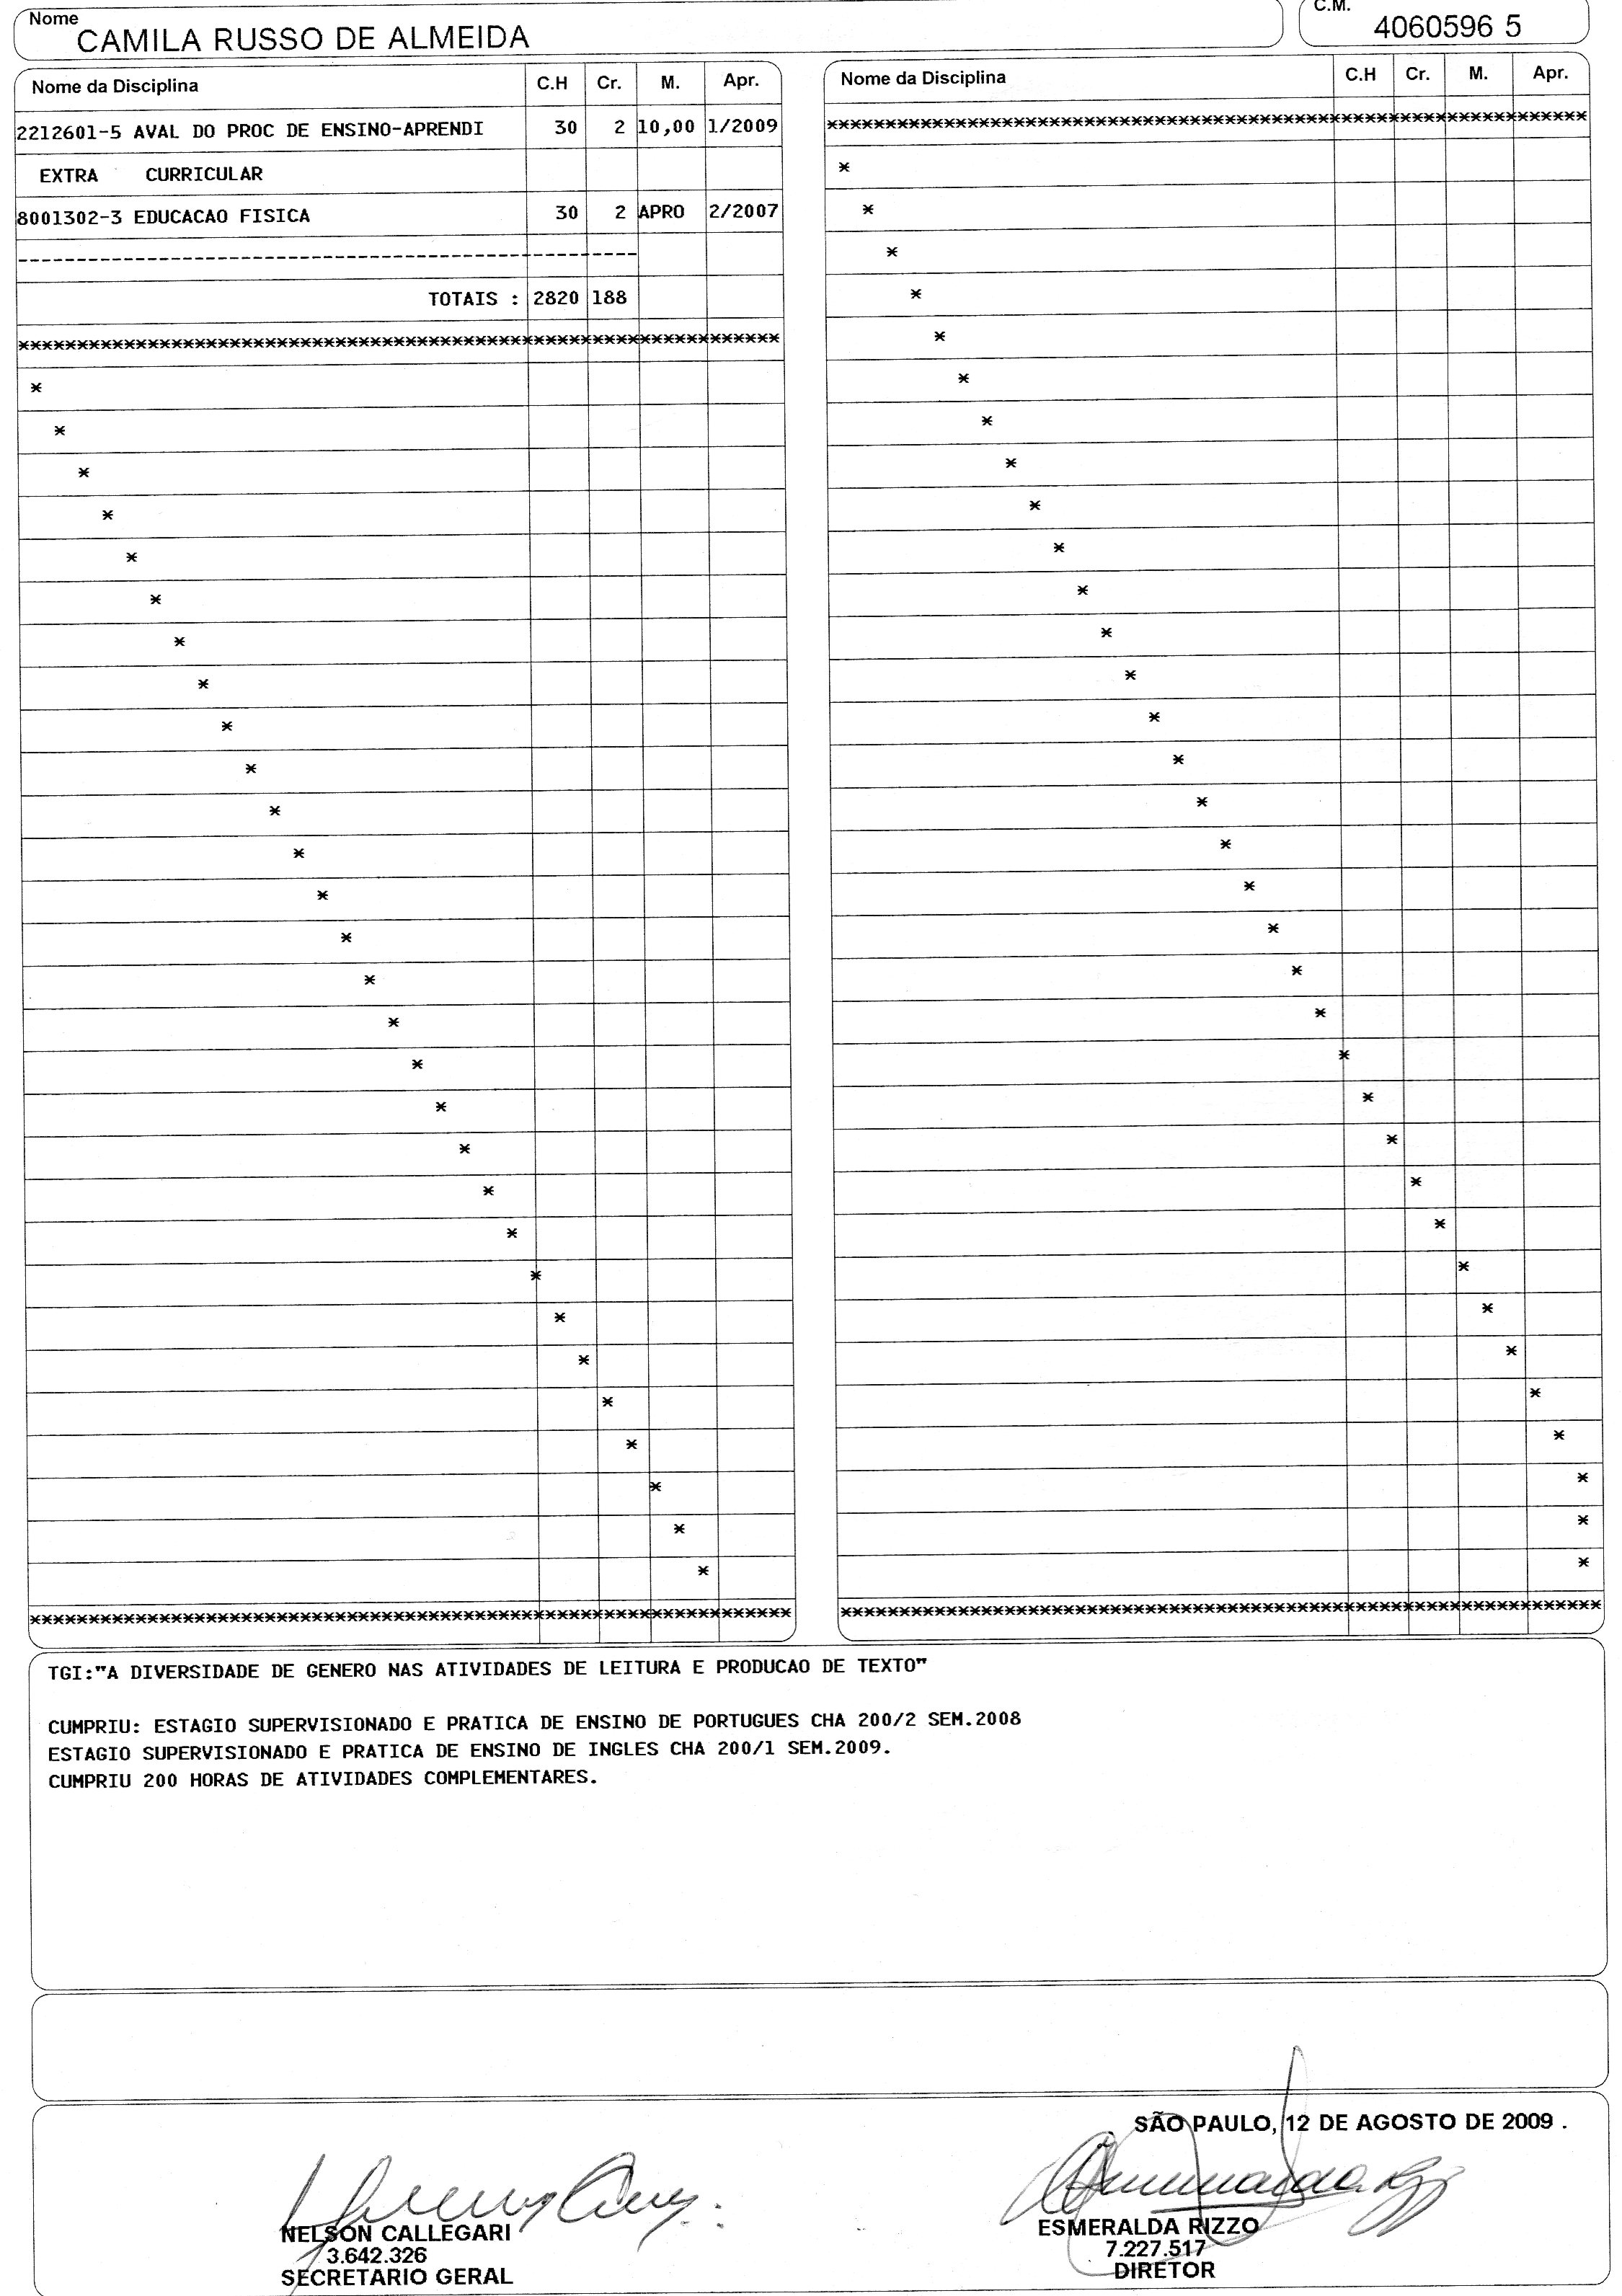 Nome
CAMILA RUSSO DE ALMEIDA
C.M.
4060596 5
Nome da Disciplina C.H Cr. M. Apr.
2212601-5 AVAL DO PROC DE ENSINO-APRENDI 30 2 10,00 1/2009
EXTRA CURRICULAR
8001302-3 EDUCACAO FISICA 30 2 APRO 2/2007
TOTAIS : 2820 188
Nome da Disciplina C.H Cr. M. Apr.
TGI:"A DIVERSIDADE DE GENERO NAS ATIVIDADES DE LEITURA E PRODUCAO DE TEXTO"
CUMPRIU: ESTAGIO SUPERVISIONADO E PRATICA DE ENSINO DE PORTUGUES CHA 200/2 SEM.2008
ESTAGIO SUPERVISIONADO E PRATICA DE ENSINO DE INGLES CHA 200/1 SEM.2009.
CUMPRIU 200 HORAS DE ATIVIDADES COMPLEMENTARES.
SÃO PAULO, 12 DE AGOSTO DE 2009 .
NELSON CALLEGARI
3.642.326
SECRETARIO GERAL
ESMERALDA RIZZO
7.227.517
DIRETOR